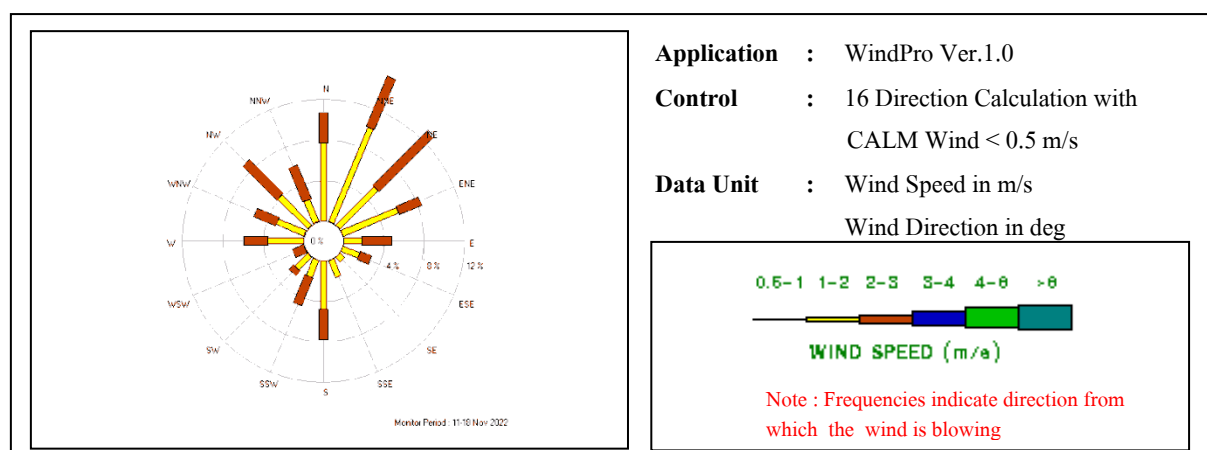 N
NNW
NNE
NW
NE
WNW
ENE
W
0 %
E
4 %
8 %
12 %
WSW
ESE
SW
SE
SSW
SSE
S
Monitor Period : 11-18 Nov 2022
Application : WindPro Ver.1.0
Control : 16 Direction Calculation with
CALM Wind < 0.5 m/s
Data Unit : Wind Speed in m/s
Wind Direction in deg
0.5-1 1-2 2-3 3-4 4-6 >6
WIND SPEED (m/s)
Note : Frequencies indicate direction from
which the wind is blowing